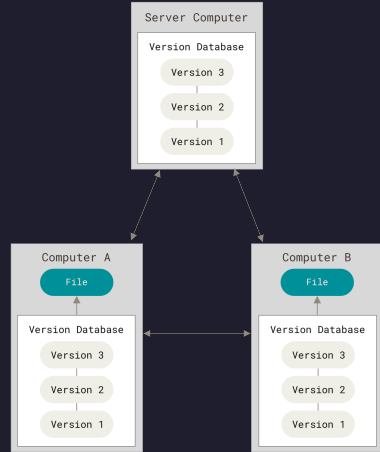 Server Computer
Version Database
Version 3
Version 2
Version 1
Computer A
File
Version Database
Version 3
Version 2
Version 1
Computer B
File
Version Database
Version 3
Version 2
Version 1